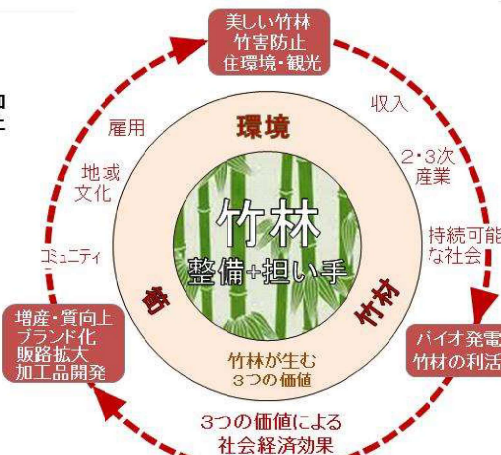 美しい竹林
竹害防止
住環境・観光
収入
雇用
環境
2・3次
産業
地域
文化
竹林
整備+担い手
持続可能
な社会
コミュニティ
筍
竹材
増産・質向上
ブランド化
販路拡大
加工品開発
バイオ発電
竹材の利活
竹林が生む
3つの価値
3つの価値による
社会経済効果